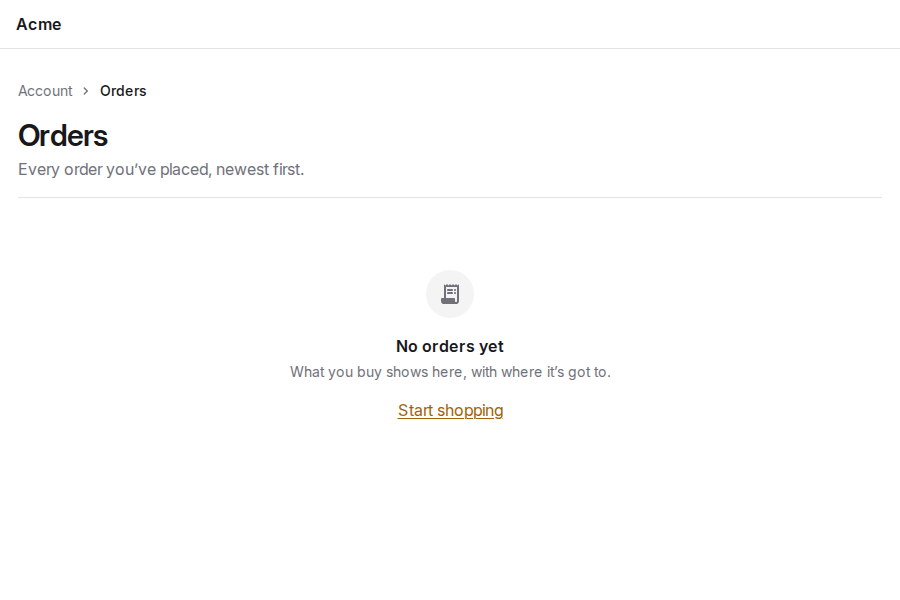 Acme
Account > Orders
Orders
Every order you’ve placed, newest first.
No orders yet
What you buy shows here, with where it’s got to.
Start shopping